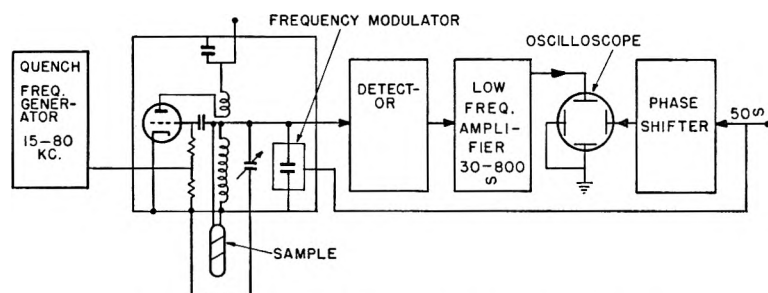 FREQUENCY MODULATOR
OSCILLOSCOPE
QUENCH
FREQ.
GENER-
ATOR
15–80
KC.
DETECT-
OR
LOW
FREQ.
AMPLI-
FIER
30–800
S
PHASE
SHIFTER
50 S
SAMPLE